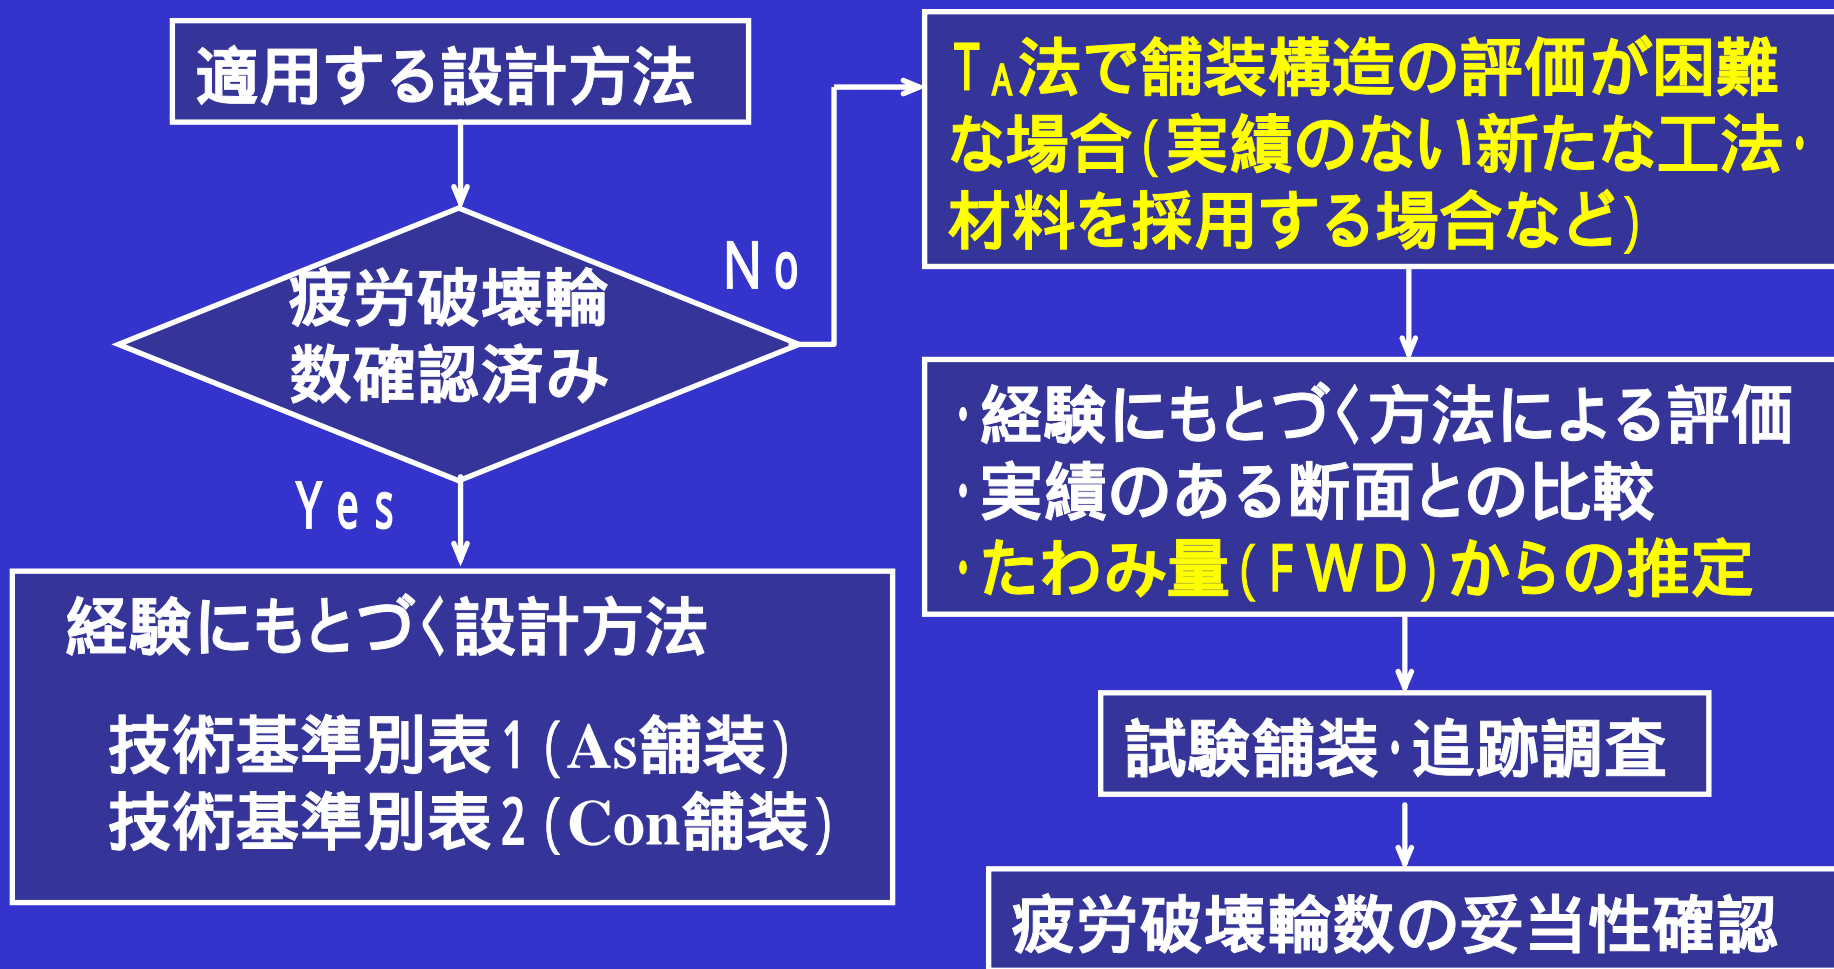 適用する設計方法
疲労破壊輪
数確認済み
No
Yes
経験にもとづく設計方法
技術基準別表1(As舗装)
技術基準別表2(Con舗装)
TA法で舗装構造の評価が困難
な場合(実績のない新たな工法・
材料を採用する場合など)
・経験にもとづく方法による評価
・実績のある断面との比較
・たわみ量(FWD)からの推定
試験舗装・追跡調査
疲労破壊輪数の妥当性確認